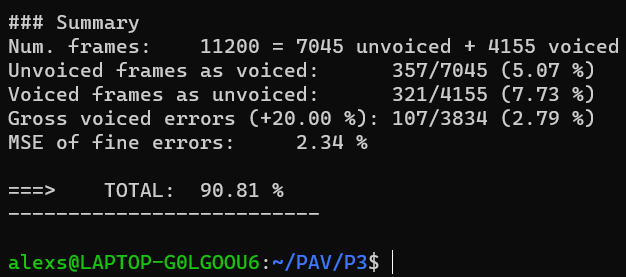 ### Summary
Num. frames:    11200 = 7045 unvoiced + 4155 voiced
Unvoiced frames as voiced:      357/7045 (5.07 %)
Voiced frames as unvoiced:      321/4155 (7.73 %)
Gross voiced errors (+20.00 %): 107/3834 (2.79 %)
MSE of fine errors:     2.34 %
===>    TOTAL:  90.81 %
--------------------------
alexs@LAPTOP-G0LGOOU6:~/PAV/P3$